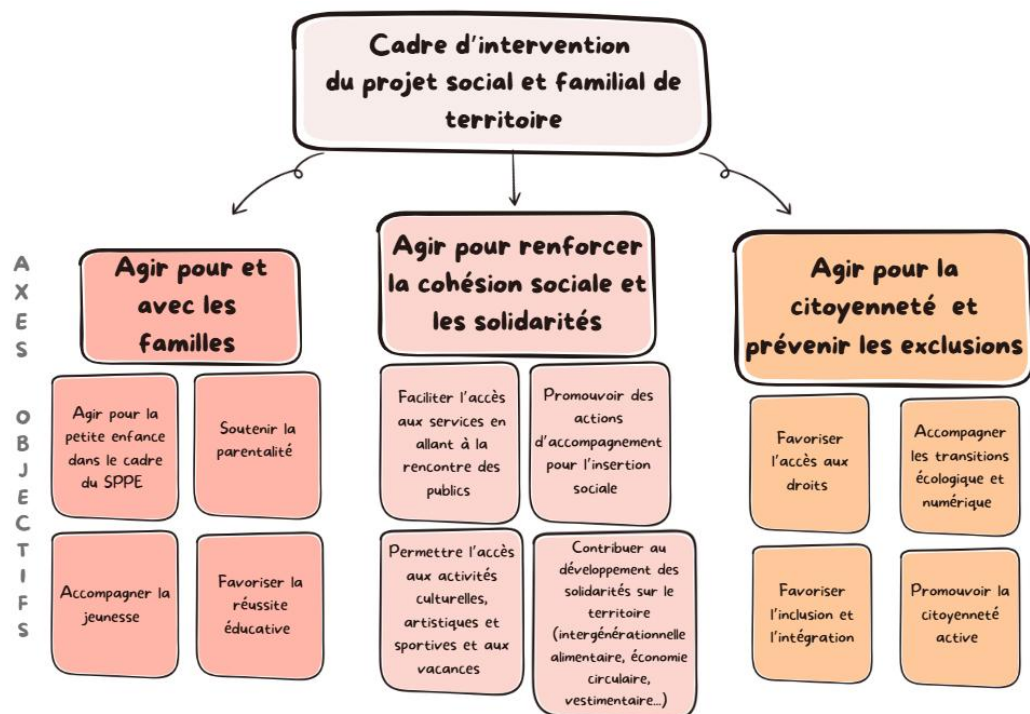 Cadre d'intervention
du projet social et familial de
territoire
AXES
Agir pour et
avec les
familles
Agir pour renforcer
la cohésion sociale et
les solidarités
Agir pour la
citoyenneté et
prévenir les exclusions
OBJECTIFS
Agir pour la
petite enfance
dans le cadre
du SPPE
Soutenir la
parentalité
Accompagner la
jeunesse
Favoriser la
réussite
éducative
Faciliter l'accès
aux services en
allant à la
rencontre des
publics
Promouvoir des
actions
d'accompagnement
pour l'insertion
sociale
Permettre l'accès
aux activités
culturelles,
artistiques et
sportives et aux
vacances
Contribuer au
développement des
solidarités sur le
territoire
(intergénérationnelle
alimentaire, économie
circulaire,
vestimentaire...)
Favoriser
l'accès aux
droits
Accompagner
les transitions
écologique et
numérique
Favoriser
l'inclusion et
l'intégration
Promouvoir la
citoyenneté
active